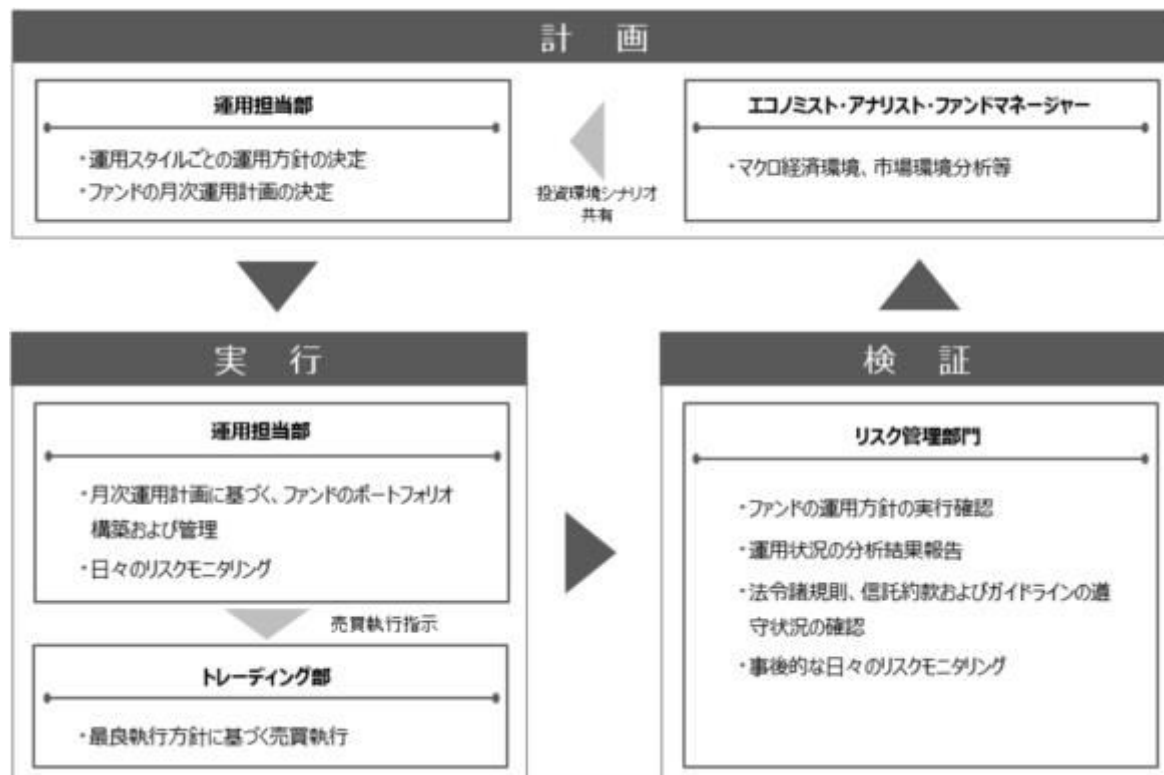 計 画
運用担当部
・運用スタイルごとの運用方針の決定
・ファンドの月次運用計画の決定
投資環境シナリオ
共有
エコノミスト・アナリスト・ファンドマネージャー
・マクロ経済環境、市場環境分析等
実 行
運用担当部
・月次運用計画に基づく、ファンドのポートフォリオ
構築および管理
・日々のリスクモニタリング
売買執行指示
トレーディング部
・最良執行方針に基づく売買執行
検 証
リスク管理部門
・ファンドの運用方針の実行確認
・運用状況の分析結果報告
・法令諸規則、信託約款およびガイドラインの遵
守状況の確認
・事後的な日々のリスクモニタリング